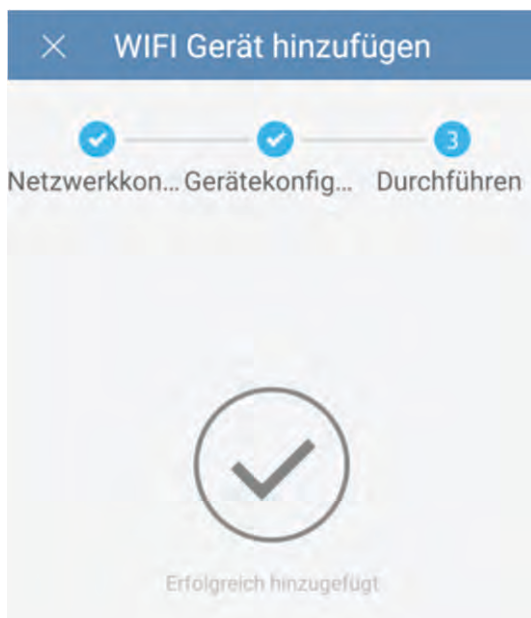 WIFI Gerät hinzufügen
3
Netzwerkkon... Gerätekonfig... Durchführen
Erfolgreich hinzugefügt